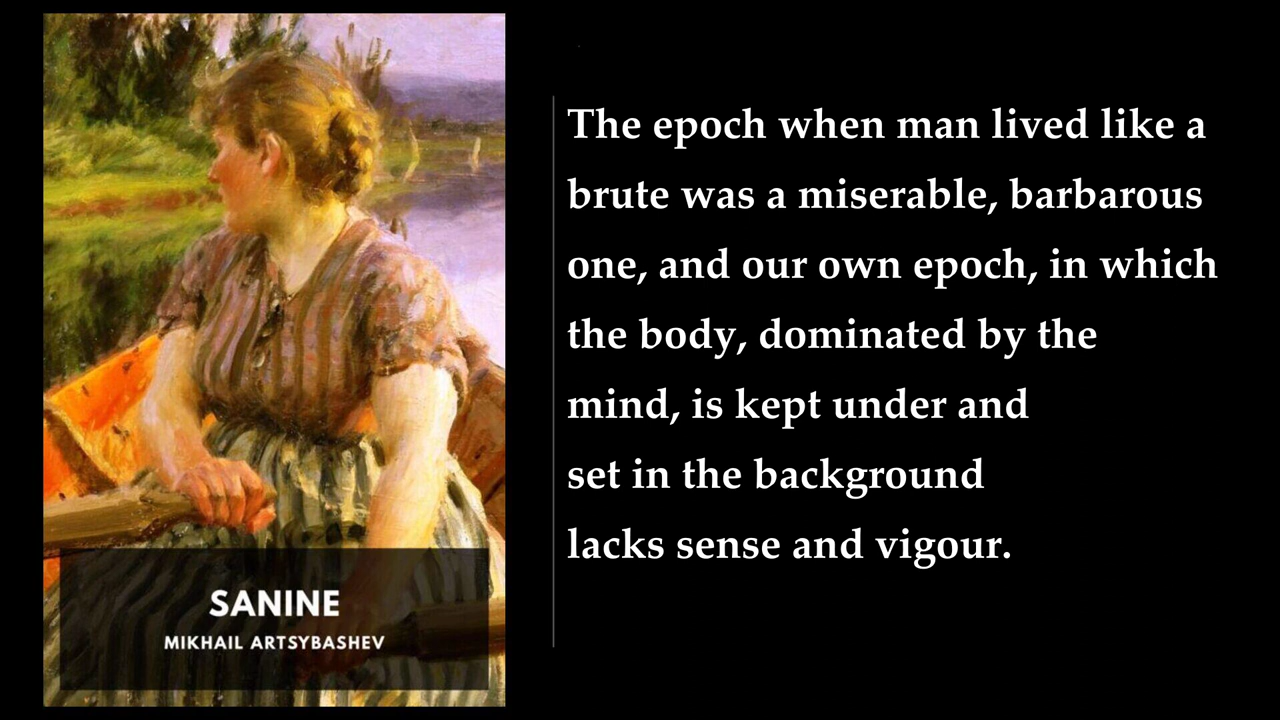 SANINE
MIKHAIL ARTSYBASHEV
The epoch when man lived like a
brute was a miserable, barbarous
one, and our own epoch, in which
the body, dominated by the
mind, is kept under and
set in the background
lacks sense and vigour.